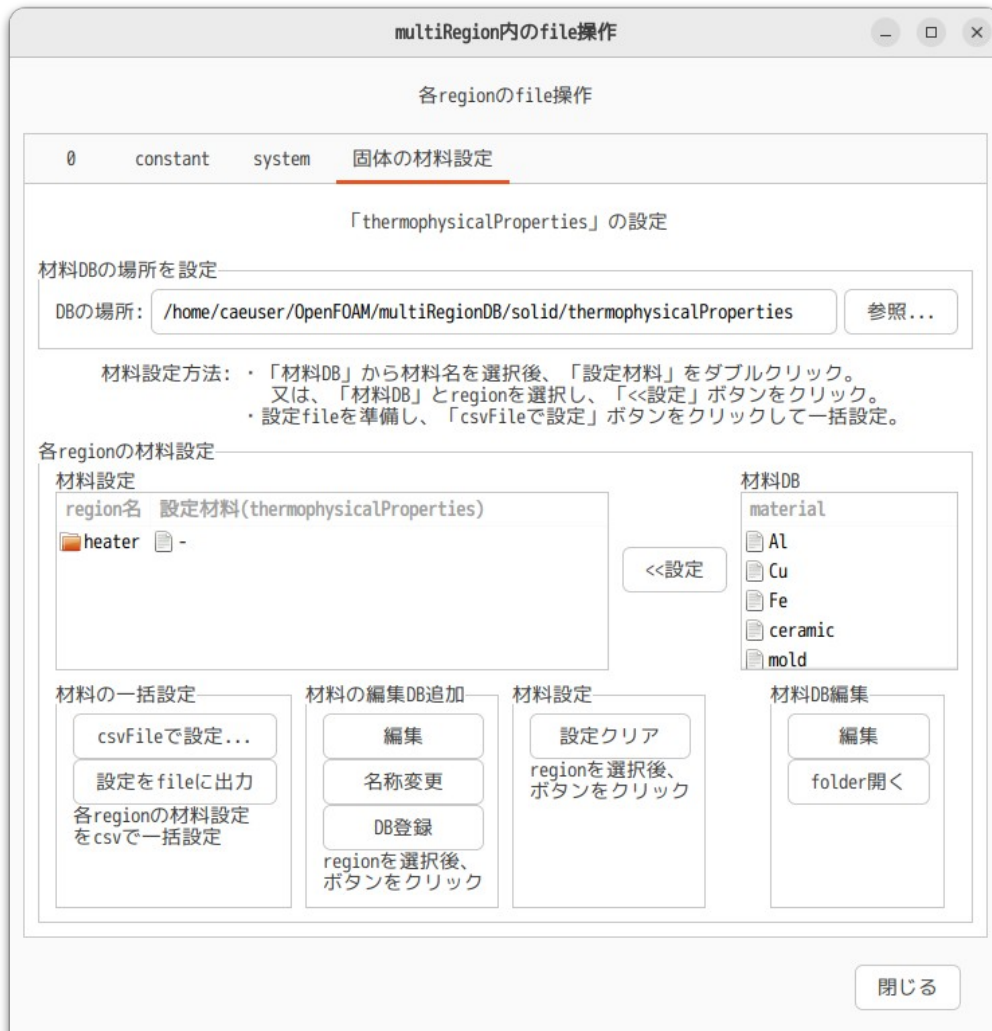 multiRegion内のfile操作
各regionのfile操作
0 constant system 固体の材料設定
「thermophysicalProperties」の設定
材料DBの場所を設定
DBの場所: /home/caeuser/OpenFOAM/multiRegionDB/solid/thermophysicalProperties 参照...
材料設定方法: ・「材料DB」から材料名を選択後、「設定材料」をダブルクリック。
又は、「材料DB」とregionを選択し、「<<設定」ボタンをクリック。
・設定fileを準備し、「csvFileで設定」ボタンをクリックして一括設定。
各regionの材料設定
材料設定 材料DB
region名 設定材料(thermophysicalProperties) material
heater - Al
<<設定 Cu
Fe
ceramic
mold
材料の一括設定 材料の編集DB追加 材料設定 材料DB編集
csvFileで設定... 編集 設定クリア 編集
設定をfileに出力 名称変更 regionを選択後、 folder開く
ボタンをクリック
各regionの材料設定 DB登録
をcsvで一括設定
regionを選択後、
ボタンをクリック
閉じる